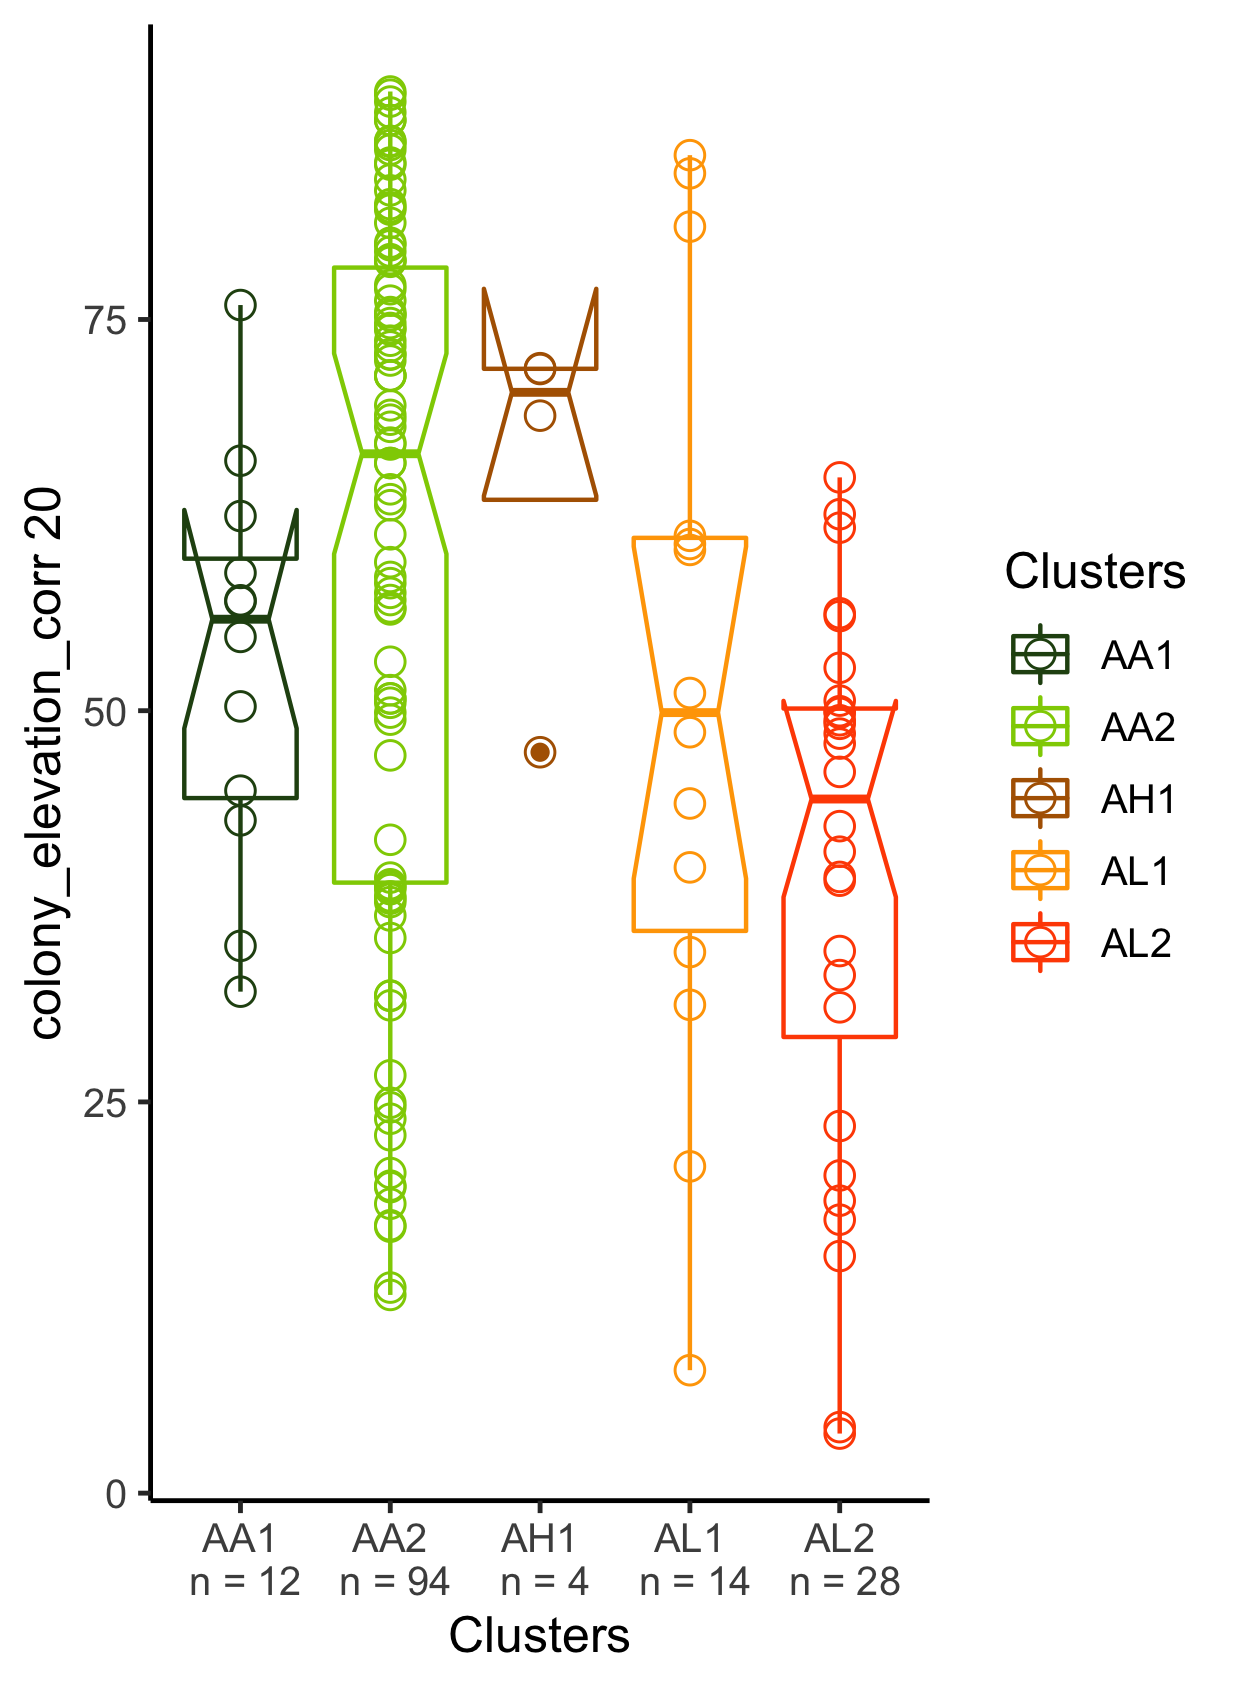 colony_elevation_corr 20
75
50
25
0
AA1 AA2 AH1 AL1 AL2
n = 12 n = 94 n = 4 n = 14 n = 28
Clusters
Clusters
AA1
AA2
AH1
AL1
AL2